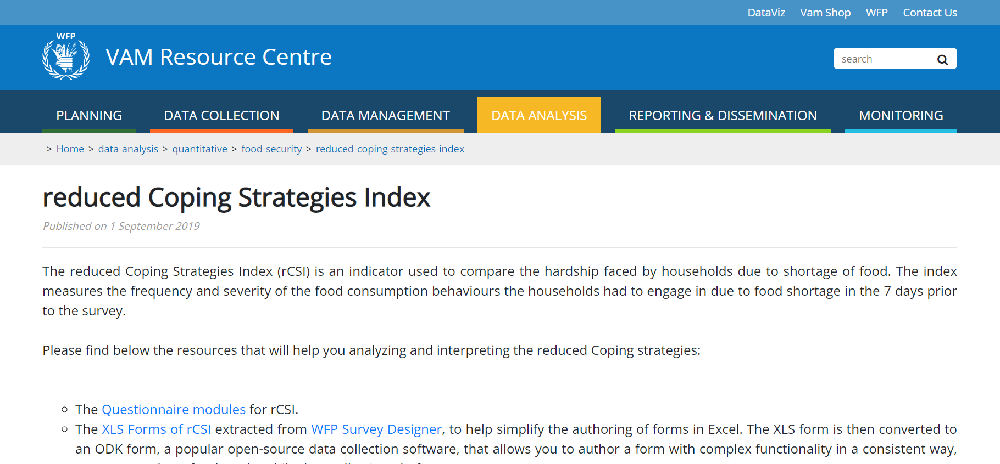 DataViz Vam Shop WFP Contact Us
WFP
VAM Resource Centre
search
PLANNING DATA COLLECTION DATA MANAGEMENT DATA ANALYSIS REPORTING & DISSEMINATION MONITORING
> Home > data-analysis > quantitative > food-security > reduced-coping-strategies-index
reduced Coping Strategies Index
Published on 1 September 2019
The reduced Coping Strategies Index (rCSI) is an indicator used to compare the hardship faced by households due to shortage of food. The index
measures the frequency and severity of the food consumption behaviours the households had to engage in due to food shortage in the 7 days prior
to the survey.
Please find below the resources that will help you analyzing and interpreting the reduced Coping strategies:
The Questionnaire modules for rCSI.
The XLS Forms of rCSI extracted from WFP Survey Designer, to help simplify the authoring of forms in Excel. The XLS form is then converted to
an ODK form, a popular open-source data collection software, that allows you to author a form with complex functionality in a consistent way,